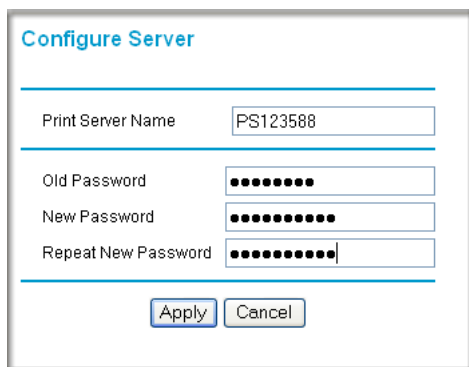 Configure Server
Print Server Name PS123588
Old Password ●●●●●●●●
New Password ●●●●●●●●●●
Repeat New Password ●●●●●●●●●●
Apply Cancel